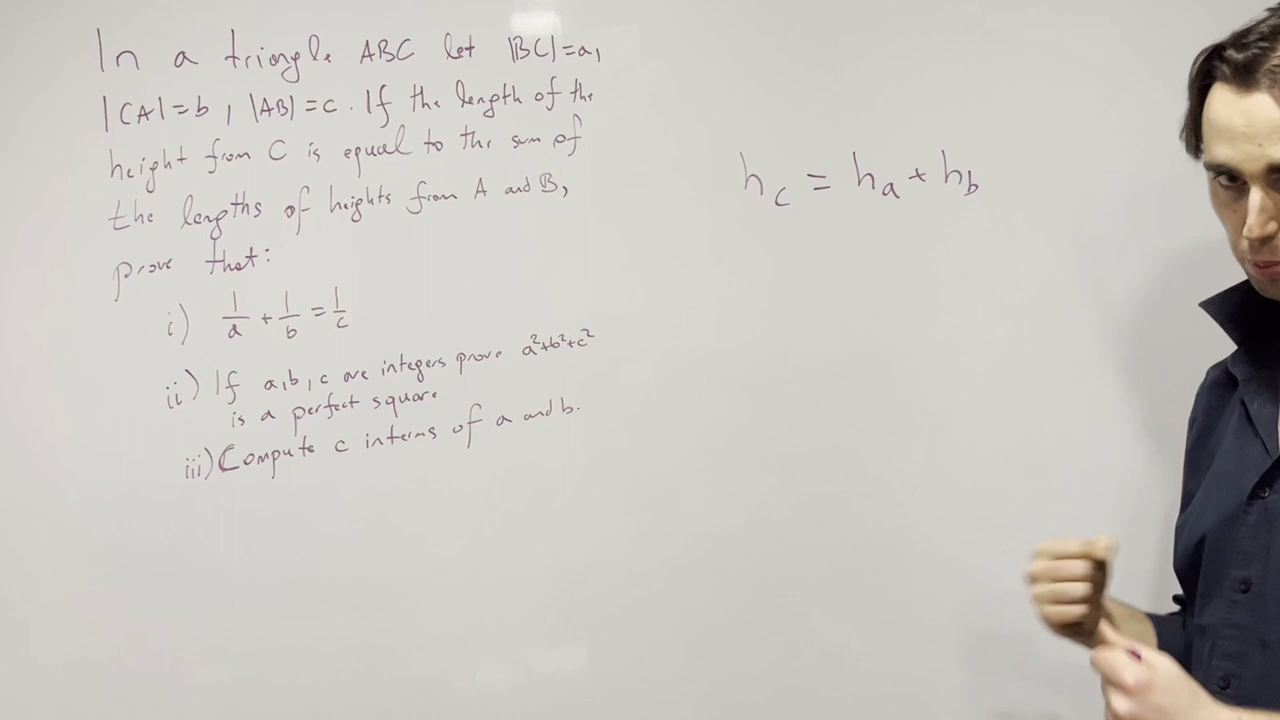 In a triangle ABC let |BC|=a,
|CA|=b, |AB|=c. If the length of the
height from C is equal to the sum of
the lengths of heights from A and B,
prove that:
i) 1/a + 1/b = 1/c
ii) If a,b,c are integers prove a²+b²+c²
is a perfect square
iii) Compute c interms of a and b.
h_c = h_a + h_b